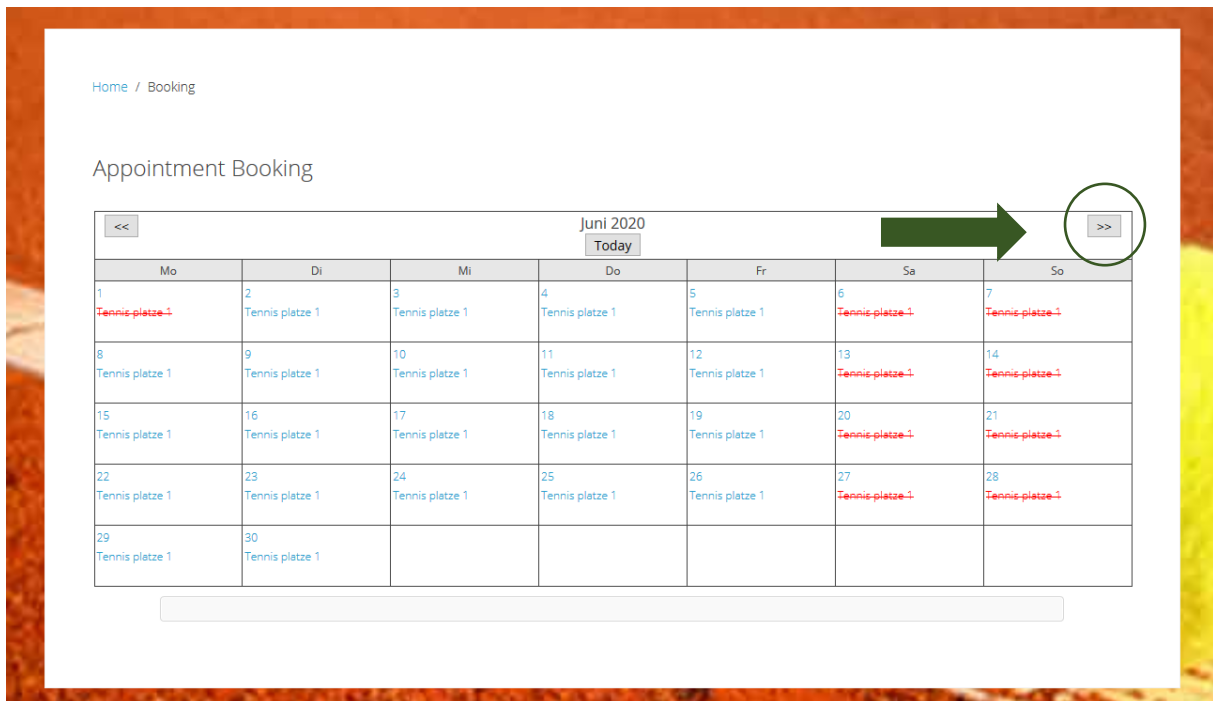 Home / Booking
Appointment Booking
<< Juni 2020 >>
Today
Mo Di Mi Do Fr Sa So
1 2 3 4 5 6 7
Tennis platze 1 Tennis platze 1 Tennis platze 1 Tennis platze 1 Tennis platze 1 Tennis platze 1 Tennis platze 1
8 9 10 11 12 13 14
Tennis platze 1 Tennis platze 1 Tennis platze 1 Tennis platze 1 Tennis platze 1 Tennis platze 1 Tennis platze 1
15 16 17 18 19 20 21
Tennis platze 1 Tennis platze 1 Tennis platze 1 Tennis platze 1 Tennis platze 1 Tennis platze 1 Tennis platze 1
22 23 24 25 26 27 28
Tennis platze 1 Tennis platze 1 Tennis platze 1 Tennis platze 1 Tennis platze 1 Tennis platze 1 Tennis platze 1
29 30
Tennis platze 1 Tennis platze 1